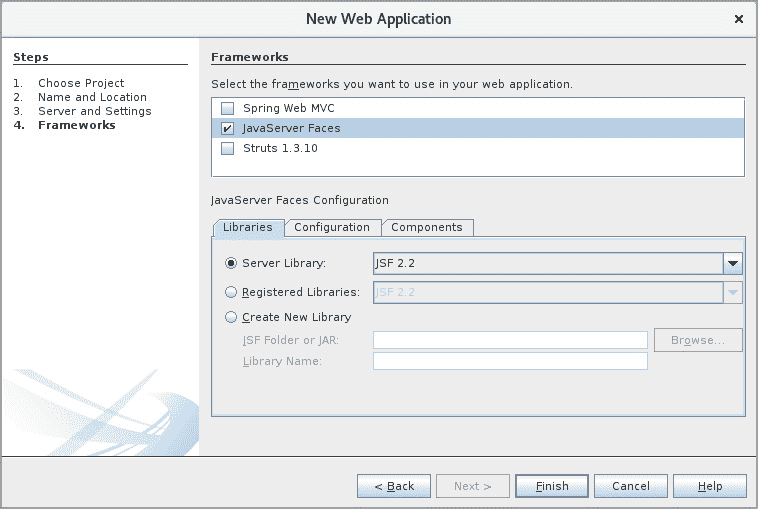 New Web Application
×
Steps
1. Choose Project
2. Name and Location
3. Server and Settings
4. Frameworks
Frameworks
Select the frameworks you want to use in your web application.
Spring Web MVC
JavaServer Faces
Struts 1.3.10
JavaServer Faces Configuration
Libraries Configuration Components
Server Library: JSF 2.2
Registered Libraries: JSF 2.2
Create New Library
JSF Folder or JAR: Browse...
Library Name:
< Back Next > Finish Cancel Help